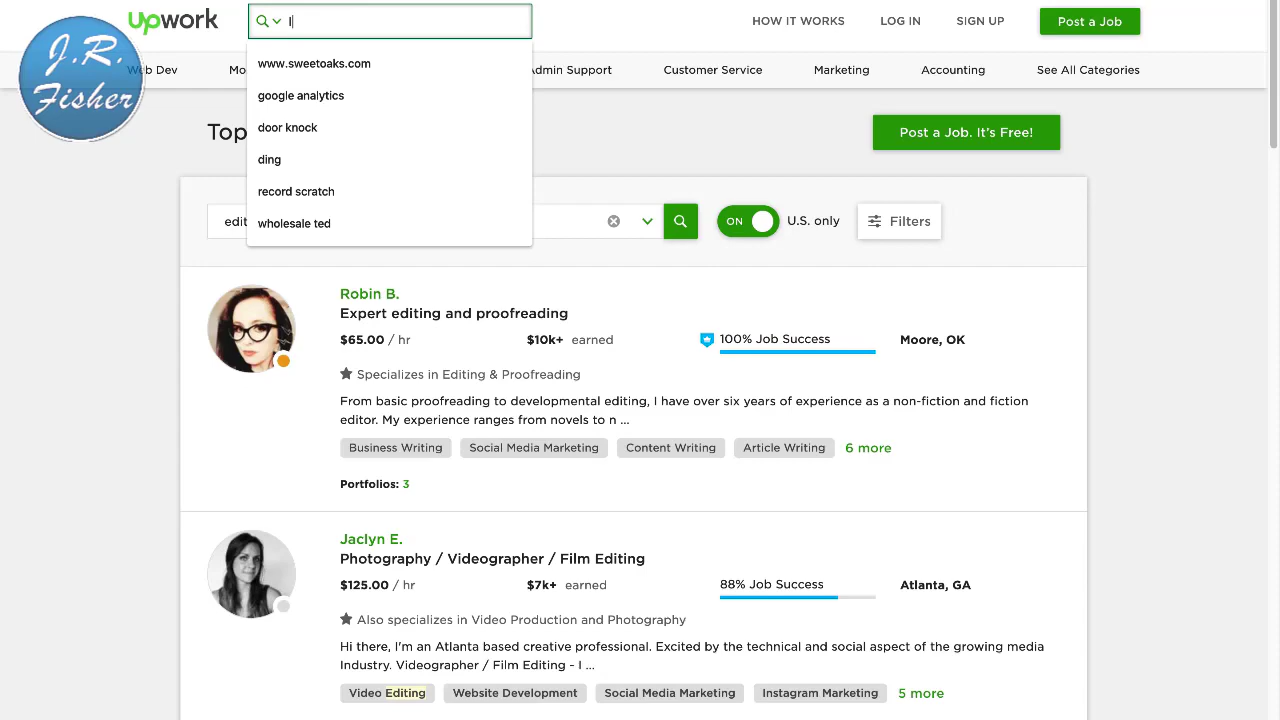 upwork
l
HOW IT WORKS
LOG IN
SIGN UP
Post a Job
J.R.
Fisher
Web Dev
Mo
Admin Support
Customer Service
Marketing
Accounting
See All Categories
www.sweetoaks.com
google analytics
door knock
ding
record scratch
wholesale ted
Top
Post a Job. It's Free!
edit
ON
U.S. only
Filters
Robin B.
Expert editing and proofreading
$65.00 / hr
$10k+ earned
100% Job Success
Moore, OK
Specializes in Editing & Proofreading
From basic proofreading to developmental editing, I have over six years of experience as a non-fiction and fiction
editor. My experience ranges from novels to n ...
Business Writing
Social Media Marketing
Content Writing
Article Writing
6 more
Portfolios: 3
Jaclyn E.
Photography / Videographer / Film Editing
$125.00 / hr
$7k+ earned
88% Job Success
Atlanta, GA
Also specializes in Video Production and Photography
Hi there, I'm an Atlanta based creative professional. Excited by the technical and social aspect of the growing media
Industry. Videographer / Film Editing - I ...
Video Editing
Website Development
Social Media Marketing
Instagram Marketing
5 more